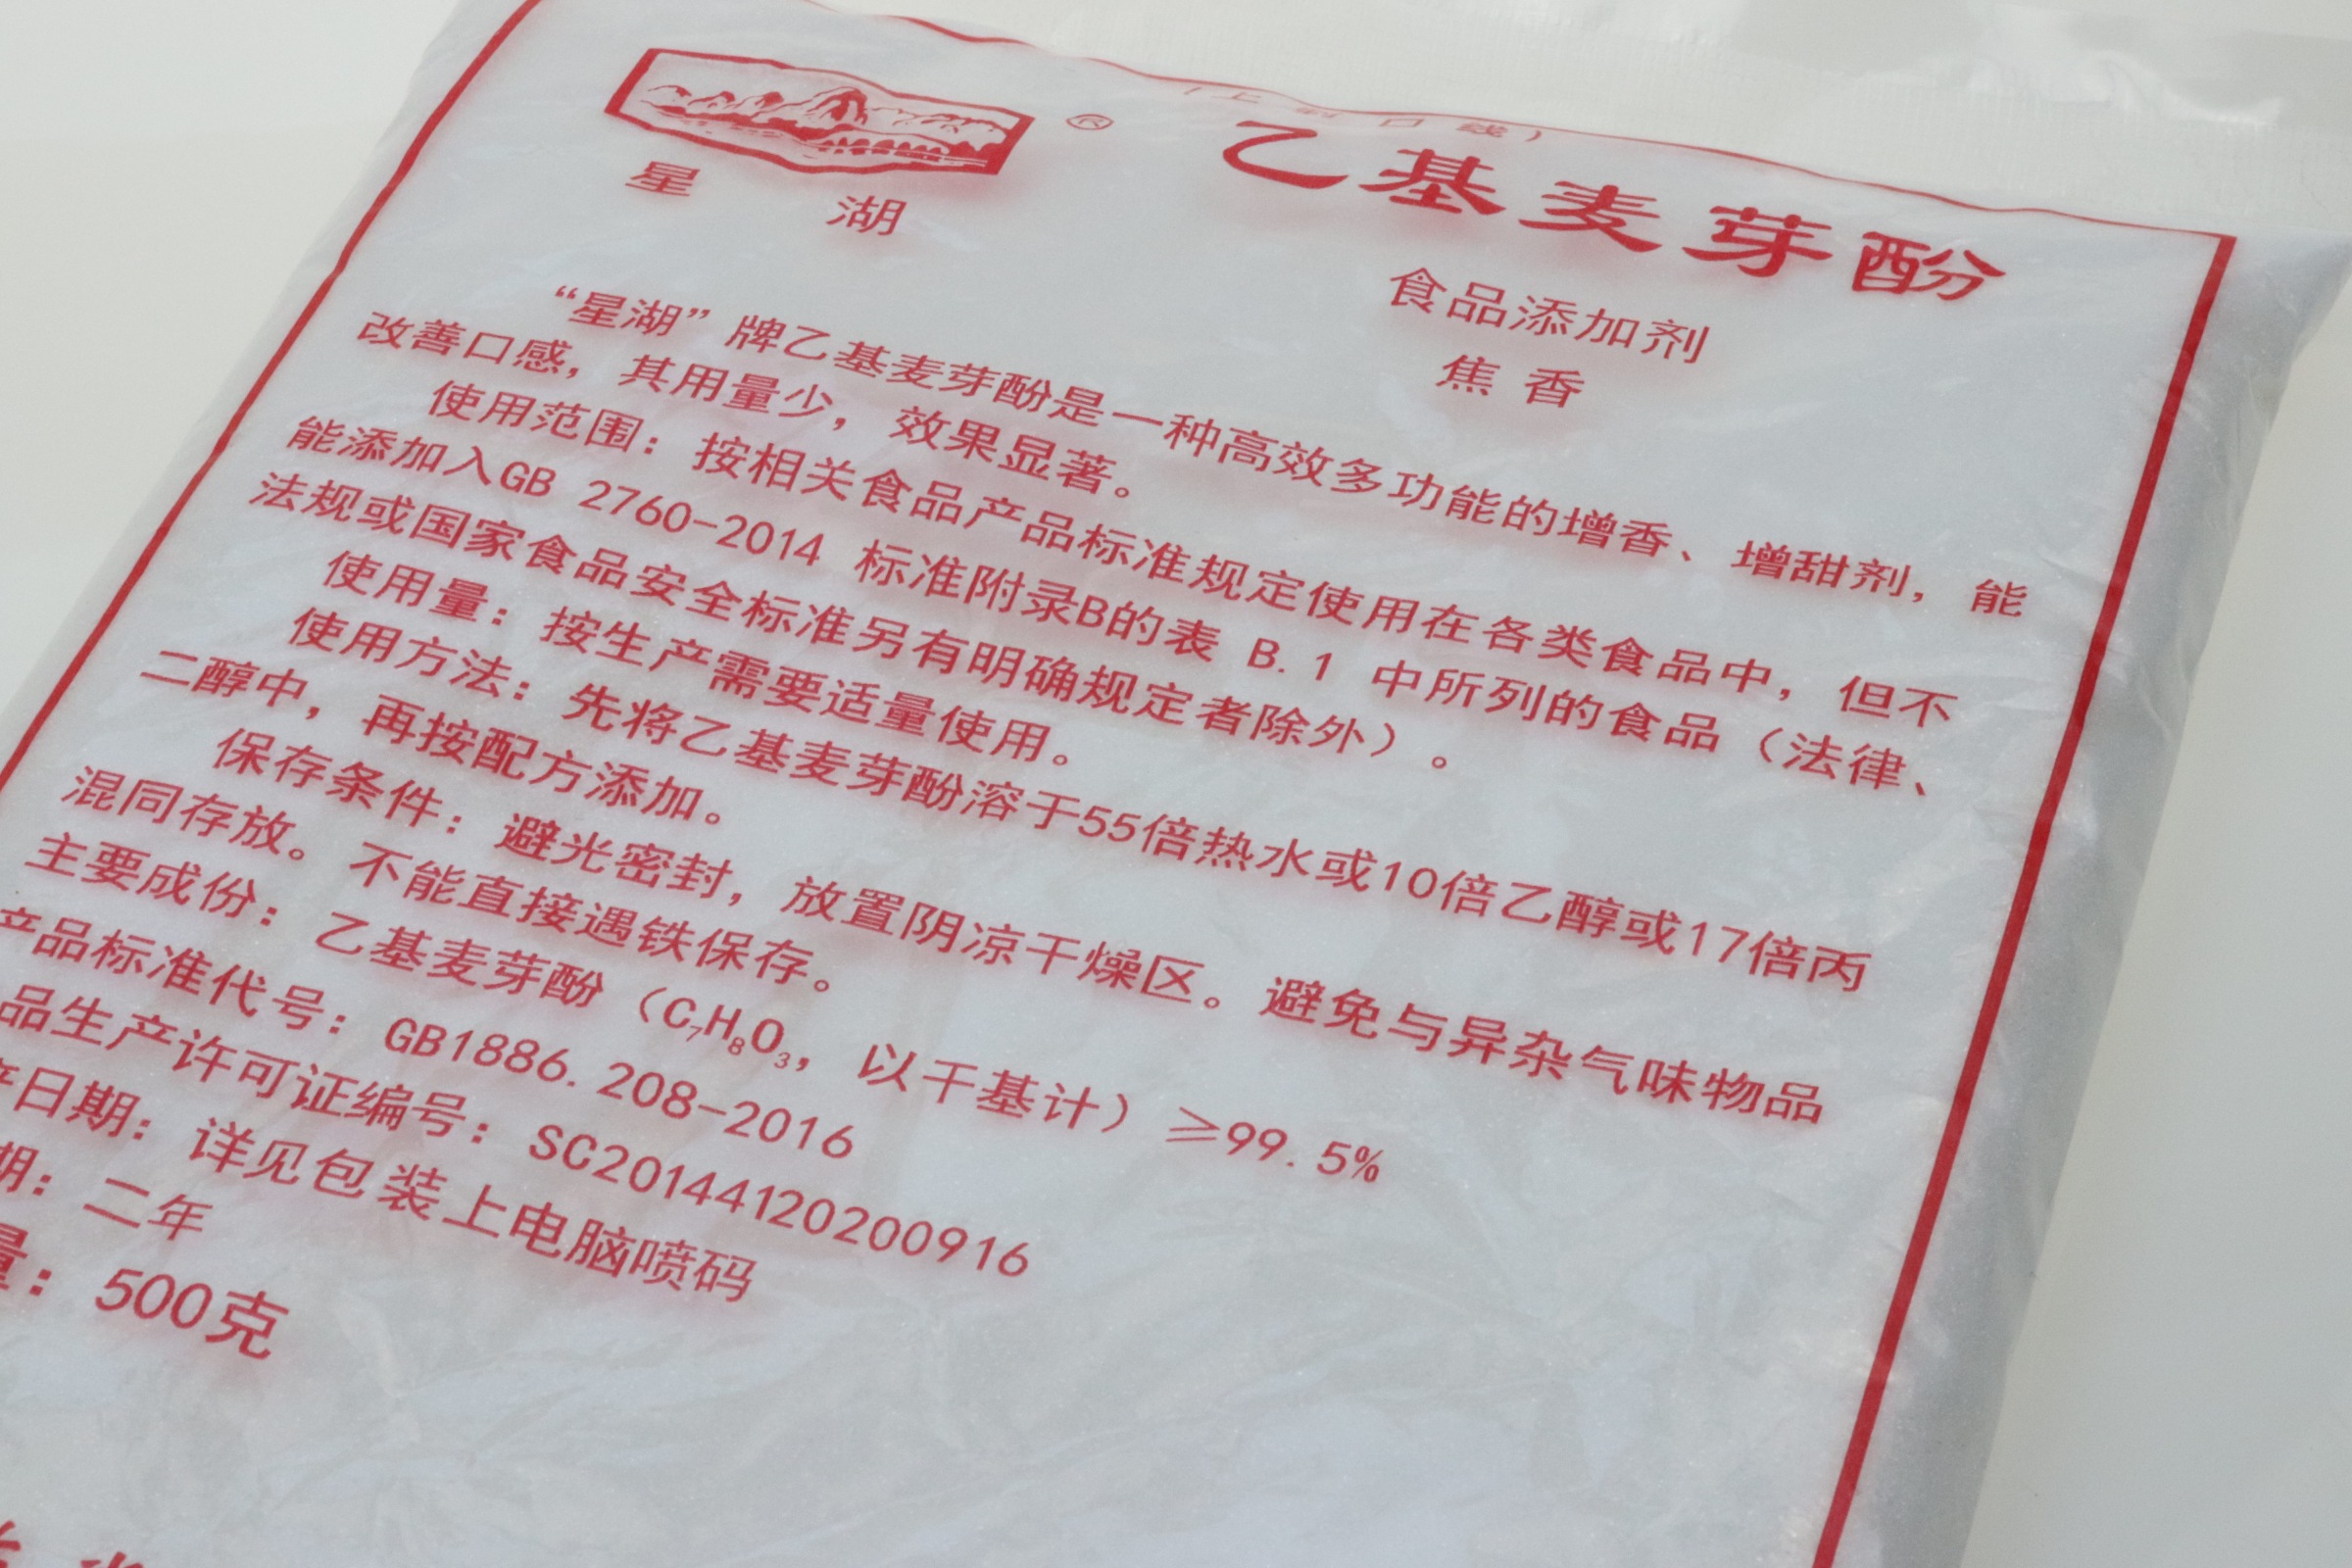 （上封口线）
星湖
®
乙基麦芽酚
食品添加剂
焦香
“星湖”牌乙基麦芽酚是一种高效多功能的增香、增甜剂，能
改善口感，其用量少，效果显著。
使用范围：按相关食品产品标准规定使用在各类食品中，但不
能添加入GB 2760-2014 标准附录B的表 B.1 中所列的食品（法律、
法规或国家食品安全标准另有明确规定者除外）。
使用量：按生产需要适量使用。
使用方法：先将乙基麦芽酚溶于55倍热水或10倍乙醇或17倍丙
二醇中，再按配方添加。
保存条件：避光密封，放置阴凉干燥区。避免与异杂气味物品
混同存放。不能直接遇铁保存。
主要成份：乙基麦芽酚（C₇H₈O₃，以干基计）≥99.5%
产品标准代号：GB1886.208-2016
品生产许可证编号：SC20144120200916
产日期：详见包装上电脑喷码
期：二年
量：500克